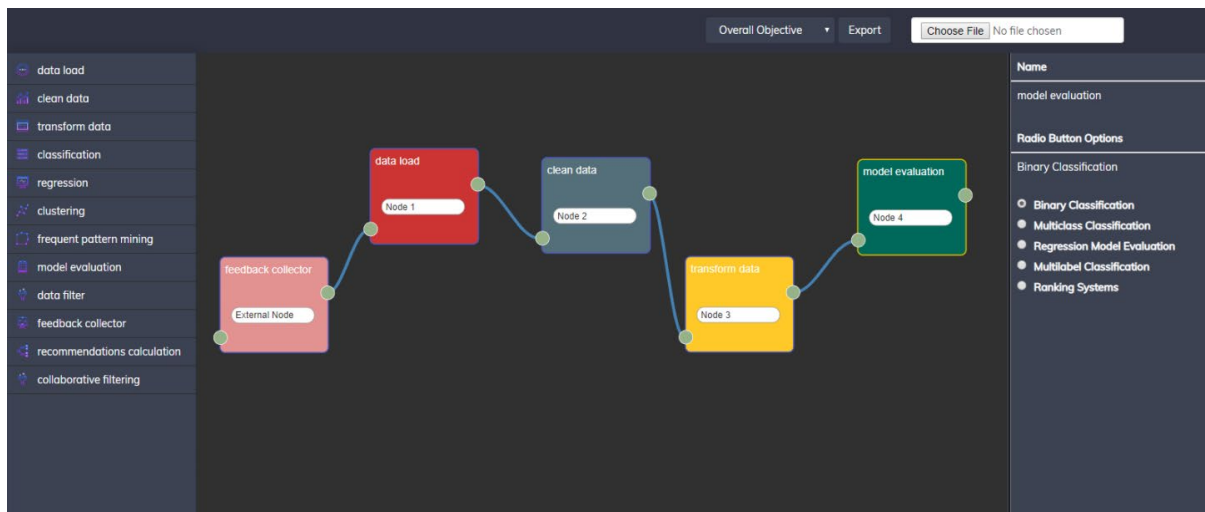 Overall Objective
Export
Choose File No file chosen
data load
clean data
transform data
classification
regression
clustering
frequent pattern mining
model evaluation
data filter
feedback collector
recommendations calculation
collaborative filtering
feedback collector
External Node
data load
Node 1
clean data
Node 2
transform data
Node 3
model evaluation
Node 4
Name
model evaluation
Radio Button Options
Binary Classification
Binary Classification
Multiclass Classification
Regression Model Evaluation
Multilabel Classification
Ranking Systems